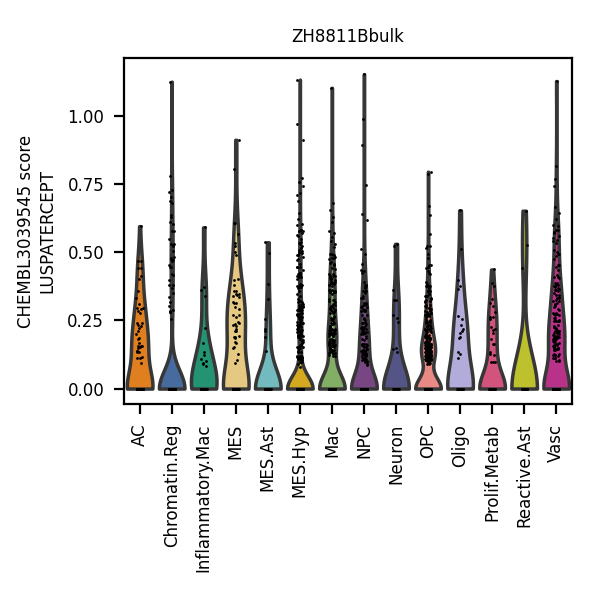 ZH8811Bbulk
CHEMBL3039545 score
LUSPATERCEPT
1.00
0.75
0.50
0.25
0.00
AC
Chromatin.Reg
Inflammatory.Mac
MES
MES.Ast
MES.Hyp
Mac
NPC
Neuron
OPC
Oligo
Prolif.Metab
Reactive.Ast
Vasc